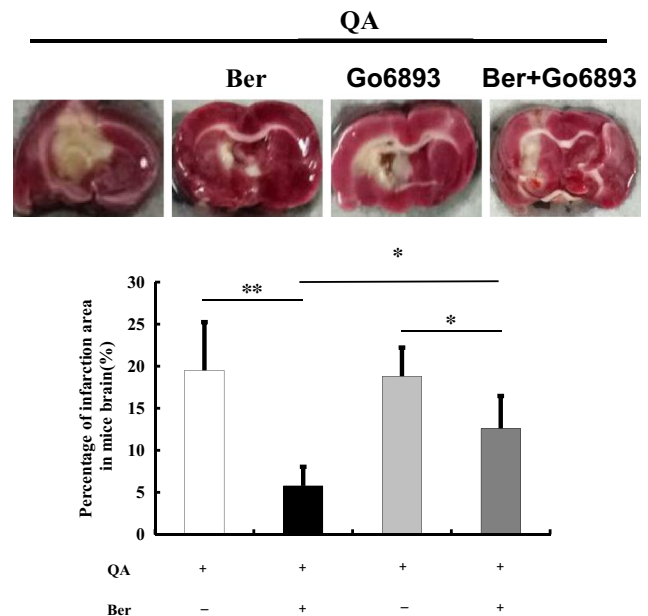 QA
Ber Go6893 Ber+Go6893
*
**
*
30
25
20
15
10
5
0
Percentage of infarction area
in mice brain(%)
QA + + + +
Ber – + – +